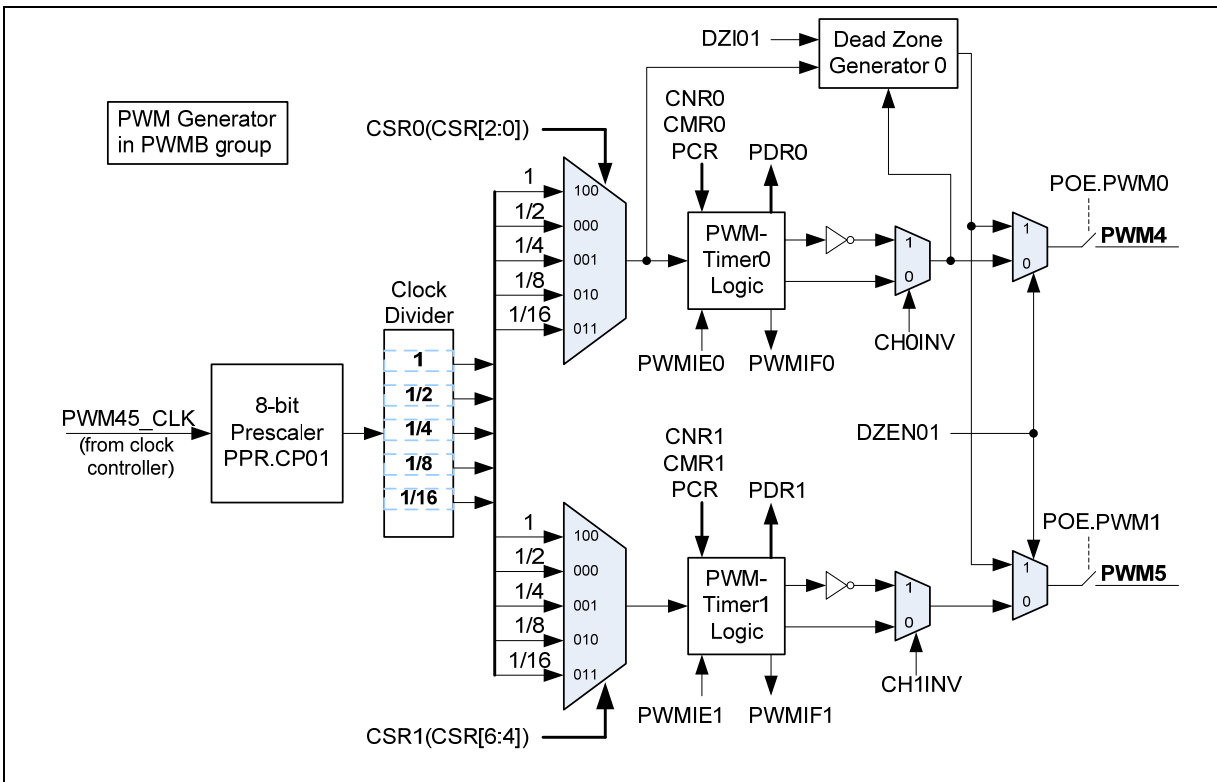 PWM Generator
in PWMB group
DZI01
Dead Zone
Generator 0
CSR0(CSR[2:0])
CNR0
CMR0
PCR
PDR0
1
1/2
1/4
1/8
1/16
100
000
001
010
011
PWM-
Timer0
Logic
1
0
CH0INV
PWMIE0
PWMIF0
1
0
POE.PWM0
PWM4
Clock
Divider
1
1/2
1/4
1/8
1/16
PWM45_CLK
(from clock
controller)
8-bit
Prescaler
PPR.CP01
DZEN01
CNR1
CMR1
PCR
PDR1
1
1/2
1/4
1/8
1/16
100
000
001
010
011
PWM-
Timer1
Logic
1
0
CH1INV
PWMIE1
PWMIF1
1
0
POE.PWM1
PWM5
CSR1(CSR[6:4])